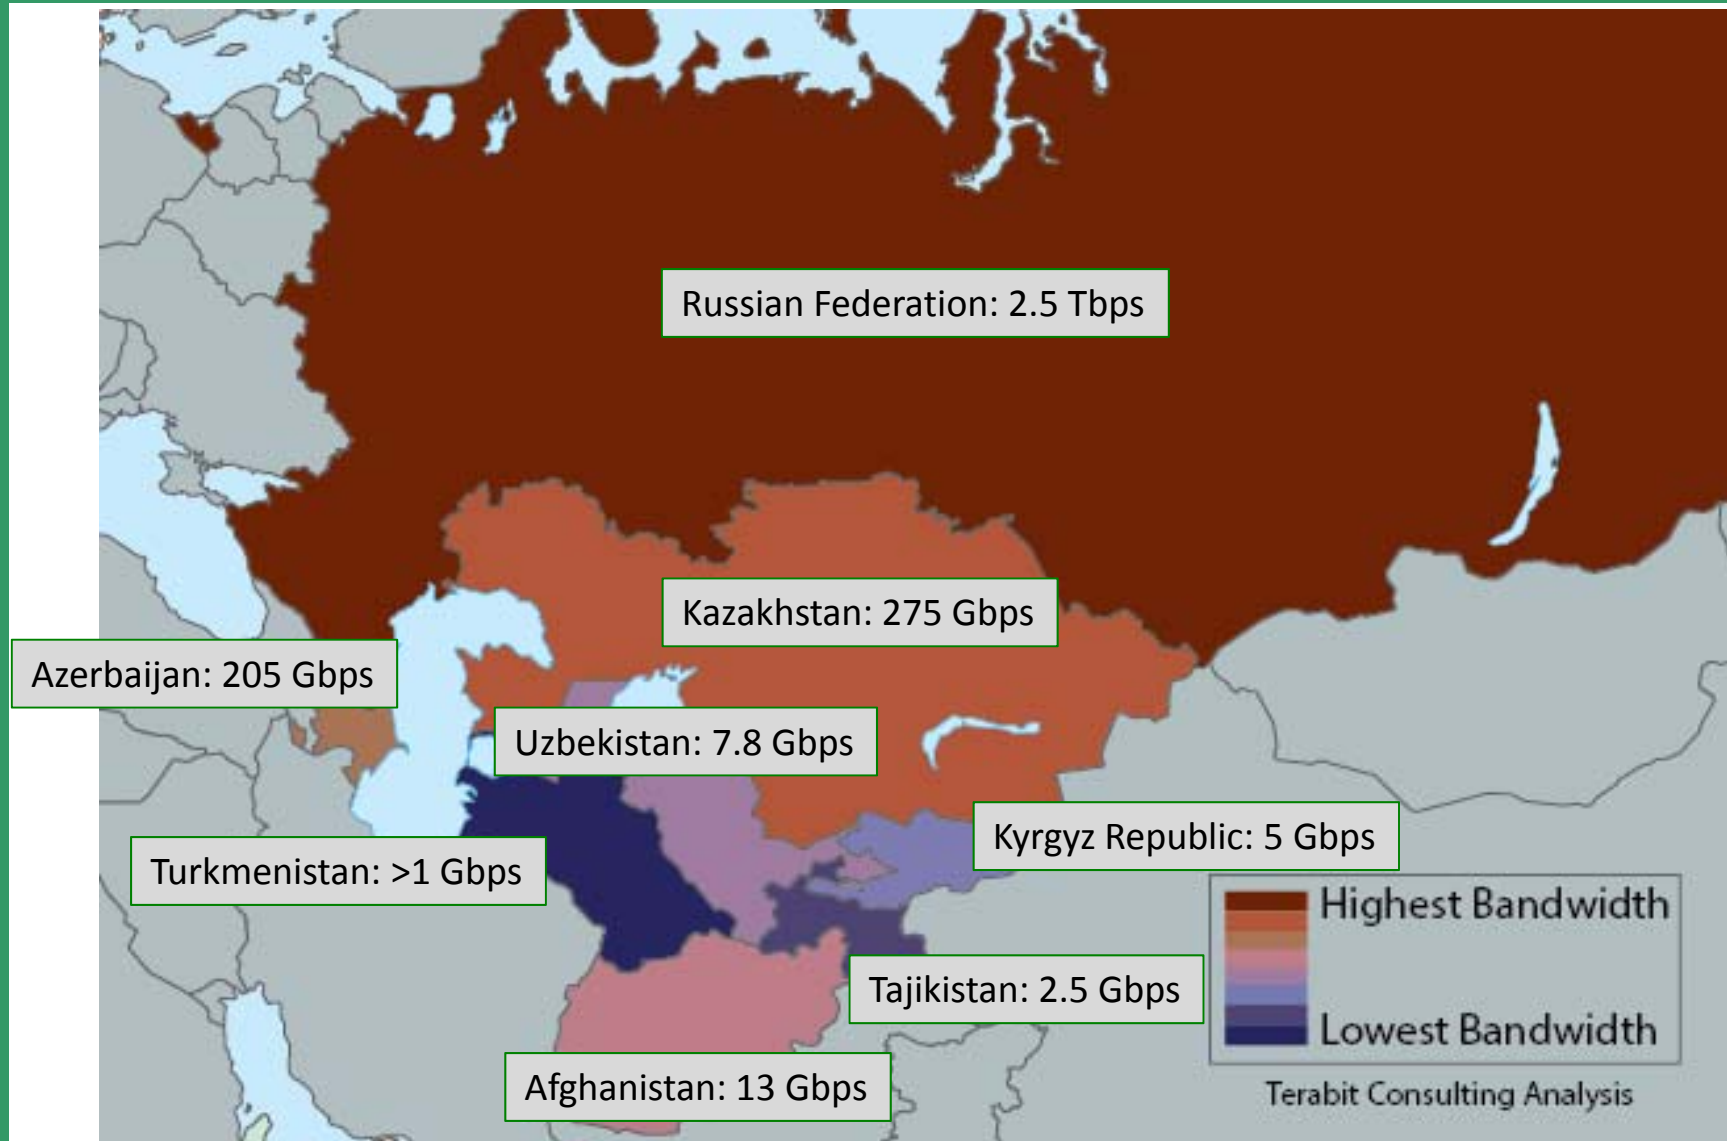 Russian Federation: 2.5 Tbps
Kazakhstan: 275 Gbps
Azerbaijan: 205 Gbps
Uzbekistan: 7.8 Gbps
Kyrgyz Republic: 5 Gbps
Turkmenistan: >1 Gbps
Highest Bandwidth
Tajikistan: 2.5 Gbps
Lowest Bandwidth
Afghanistan: 13 Gbps
Terabit Consulting Analysis